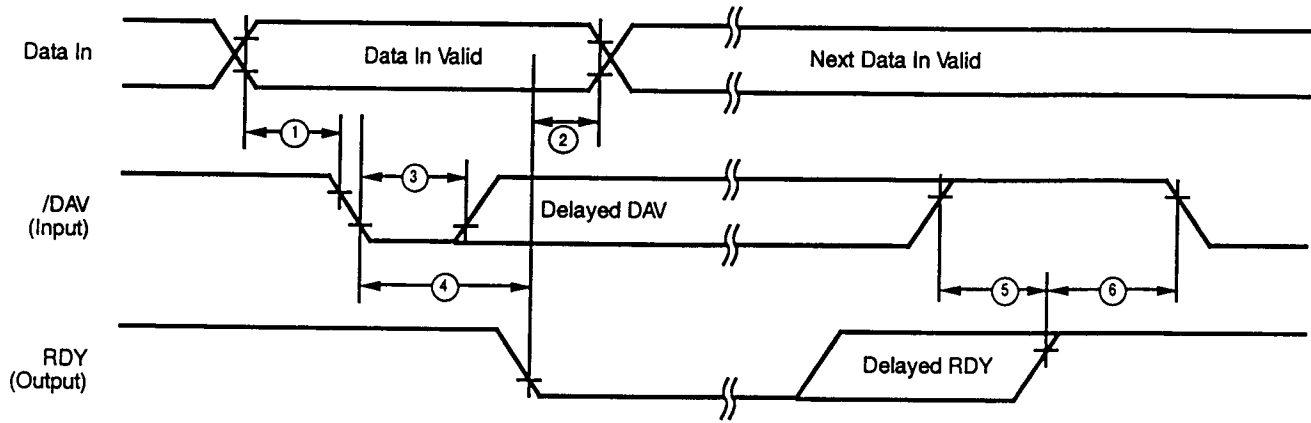 Data In
Data In Valid
Next Data In Valid
1
2
3
/DAV
(Input)
Delayed DAV
4
5
6
RDY
(Output)
Delayed RDY